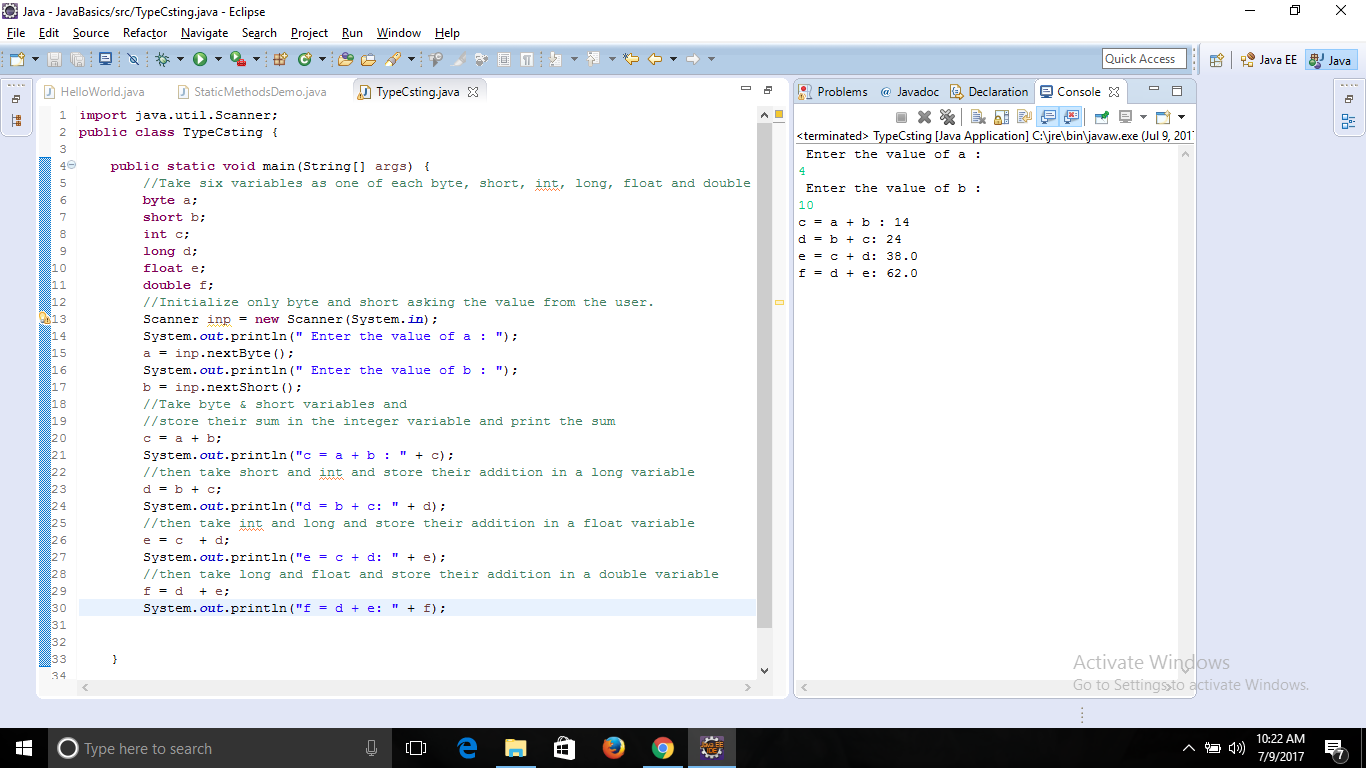 Java - JavaBasics/src/TypeCsting.java - Eclipse
File Edit Source Refactor Navigate Search Project Run Window Help
Quick Access
Java EE
Java
HelloWorld.java
StaticMethodsDemo.java
TypeCsting.java
1 import java.util.Scanner;
2 public class TypeCsting {
3
4 public static void main(String[] args) {
5 //Take six variables as one of each byte, short, int, long, float and double
6 byte a;
7 short b;
8 int c;
9 long d;
10 float e;
11 double f;
12 //Initialize only byte and short asking the value from the user.
13 Scanner inp = new Scanner(System.in);
14 System.out.println(" Enter the value of a : ");
15 a = inp.nextByte();
16 System.out.println(" Enter the value of b : ");
17 b = inp.nextShort();
18 //Take byte & short variables and
19 //store their sum in the integer variable and print the sum
20 c = a + b;
21 System.out.println("c = a + b : " + c);
22 //then take short and int and store their addition in a long variable
23 d = b + c;
24 System.out.println("d = b + c: " + d);
25 //then take int and long and store their addition in a float variable
26 e = c  + d;
27 System.out.println("e = c + d: " + e);
28 //then take long and float and store their addition in a double variable
29 f = d  + e;
30 System.out.println("f = d + e: " + f);
31
32
33 }
34
Problems
@ Javadoc
Declaration
Console
<terminated> TypeCsting [Java Application] C:\jre\bin\javaw.exe (Jul 9, 201
Enter the value of a :
4
Enter the value of b :
10
c = a + b : 14
d = b + c: 24
e = c + d: 38.0
f = d + e: 62.0
Activate Windows
Go to Settings to activate Windows.
Type here to search
10:22 AM
7/9/2017
7